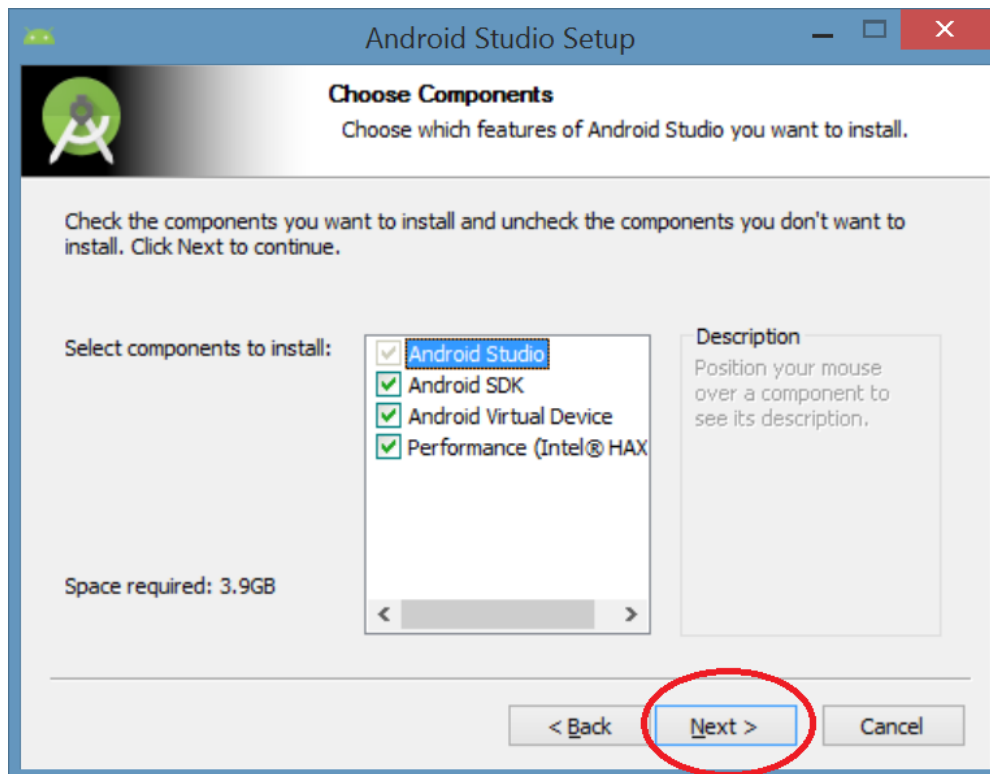 Android Studio Setup
Choose Components
Choose which features of Android Studio you want to install.
Check the components you want to install and uncheck the components you don't want to
install. Click Next to continue.
Select components to install:
Android Studio
Android SDK
Android Virtual Device
Performance (Intel® HAX
Description
Position your mouse
over a component to
see its description.
Space required: 3.9GB
< Back
Next >
Cancel